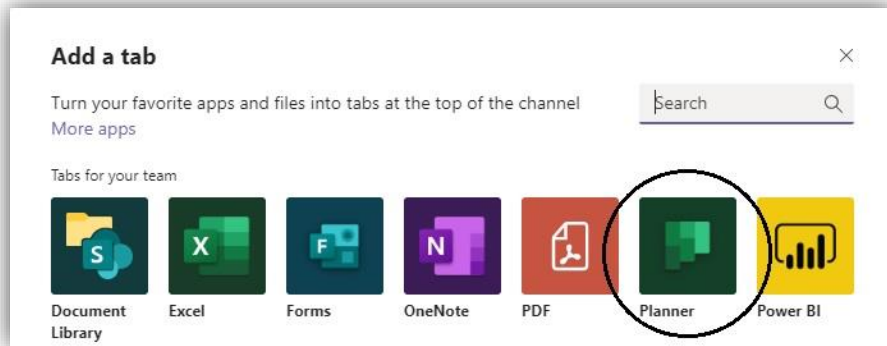 Add a tab
Turn your favorite apps and files into tabs at the top of the channel
Search
More apps
Tabs for your team
S
X
F
N
Document Library
Excel
Forms
OneNote
PDF
Planner
Power BI